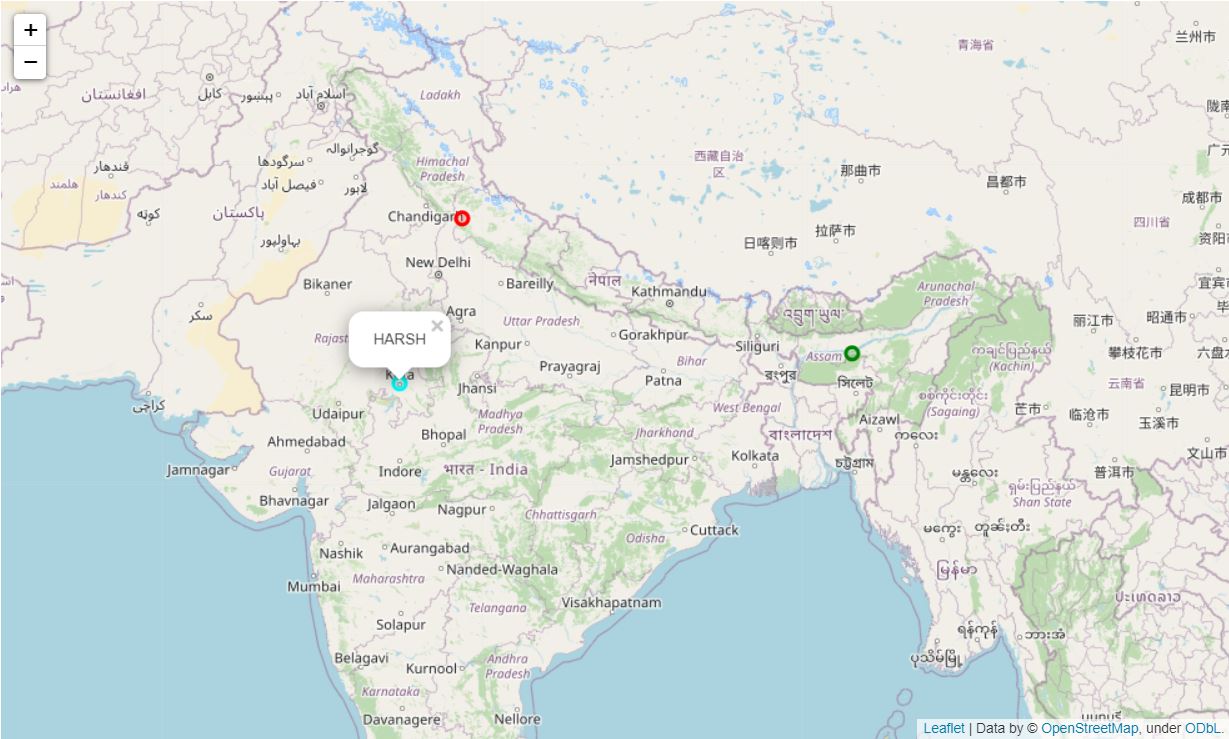 +
−
兰州市
青海省
陇南
Ladakh
افغانستان
کابل
پېښور
اسلام آباد
هرات
广元
گوجرانوالہ
Himachal
Pradesh
西藏自治
区
那曲市
昌都市
成都市
سرگودھا
قندهار
فیصل آباد
لاہور
هلمند
کندهار
کوئٹہ
پاکستان
Chandigarh
四川省
资阳市
拉萨市
日喀则市
بہاولپور
New Delhi
Bikaner
Bareilly
नेपाल
Kathmandu
Arunachal
Pradesh
宜宾
སکر
Agra
Uttar Pradesh
འབྲུག་ཡུལ་
丽江市
昭通市
HARSH
×
Kanpur
Gorakhpur
Siliguri
Assam
ကချင်ပြည်နယ်
(Kachin)
攀枝花市
六盘水
Prayagraj
Bihar
Patna
রংপুর
সিলেট
云南省
昆明市
Kota
Jhansi
စစ်ကိုင်းတိုင်း
(Sagaing)
芒市
临沧市
玉溪市
کراچی
Udaipur
Madhya
Pradesh
West Bengal
Aizawl
ကလေး
Ahmedabad
Bhopal
Jharkhand
বাংলাদেশ
文山市
Jamnagar
Gujarat
Indore
भारत - India
Jamshedpur
Kolkata
চট্টগ্রাম
မန္တလေး
普洱市
Bhavnagar
Jalgaon
Nagpur
Chhattisgarh
ရှမ်းပြည်နယ်
Shan State
Cuttack
Odisha
မကွေး
တူရွင်းတီး
Nashik
Aurangabad
Nanded-Waghala
Mumbai
Maharashtra
မြန်မာ
Telangana
Visakhapatnam
ປະເທດລາວ
Solapur
ရန်ကုန်
ဘားအံ
ပုသိမ်မြို့
Belagavi
Kurnool
Andhra
Pradesh
Karnataka
Davanagere
Nellore
Leaflet | Data by © OpenStreetMap, under ODbL.